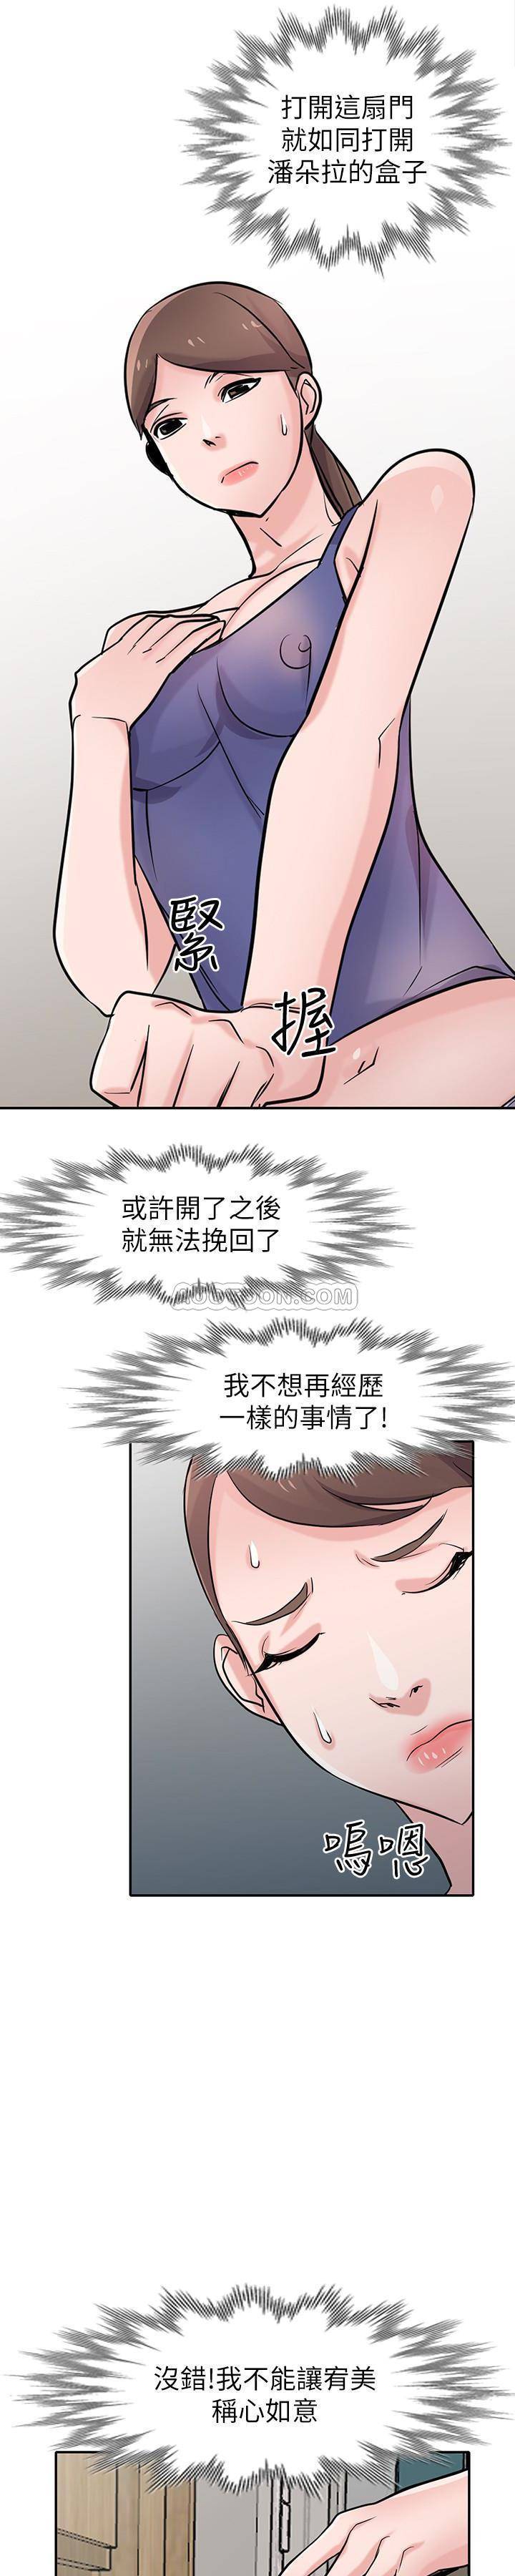 打開這扇門
就如同打開
潘朵拉的盒子
緊
握
或許開了之後
就無法挽回了
我不想再經歷
一樣的事情了!
嗚嗯
沒錯!我不能讓宥美
稱心如意